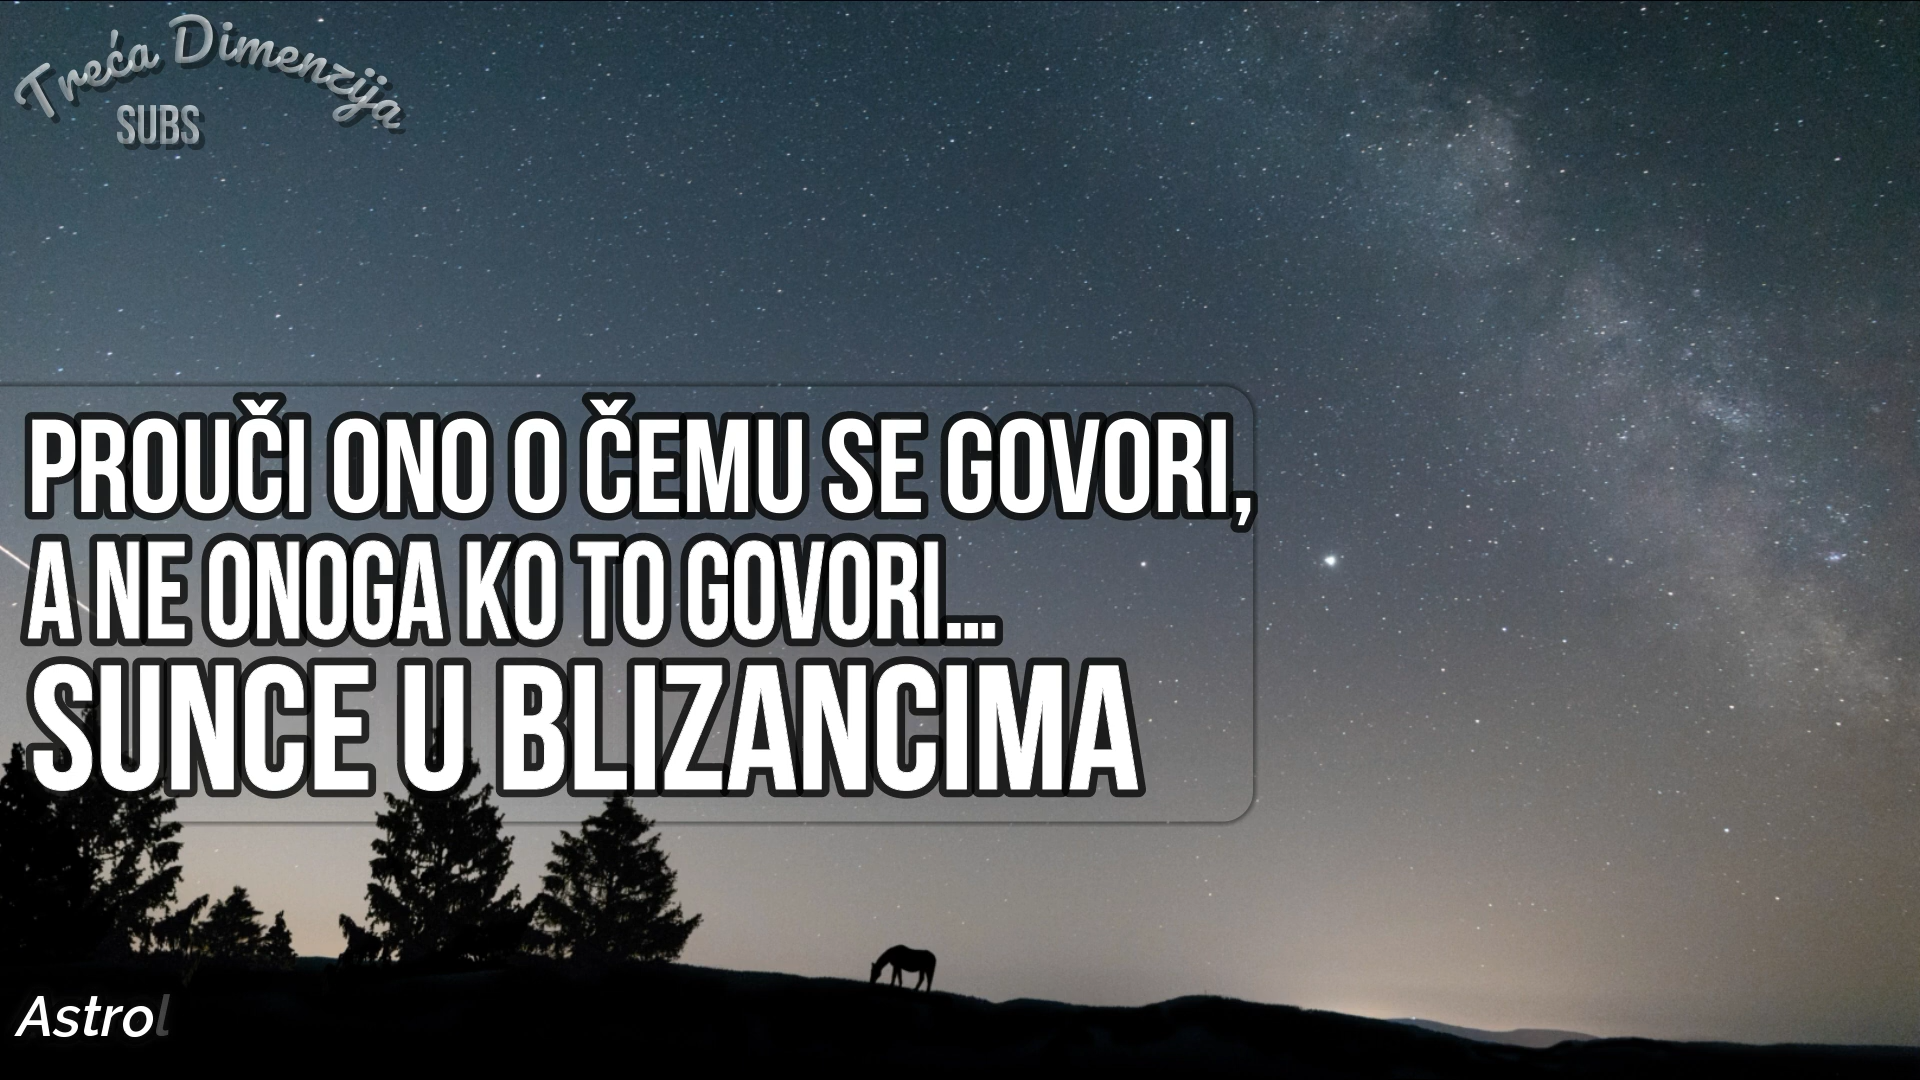 Treća Dimenzija
SUBS
PROUČI ONO O ČEMU SE GOVORI,
A NE ONOGA KO TO GOVORI...
SUNCE U BLIZANCIMA
Astrol